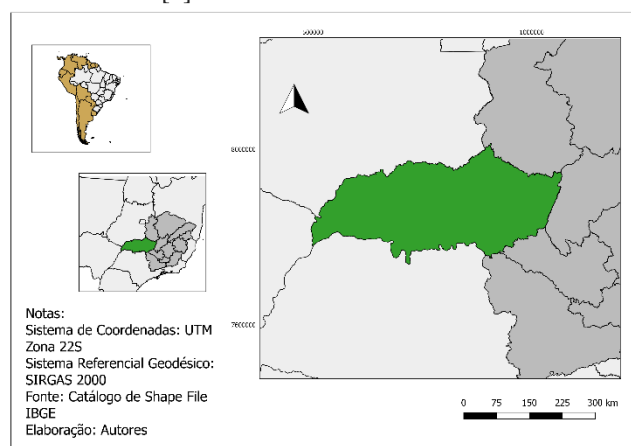 500000 1000000
8000000
7600000
Notas:
Sistema de Coordenadas: UTM
Zona 22S
Sistema Referencial Geodésico:
SIRGAS 2000
Fonte: Catálogo de Shape File
IBGE
Elaboração: Autores
0 75 150 225 300 km